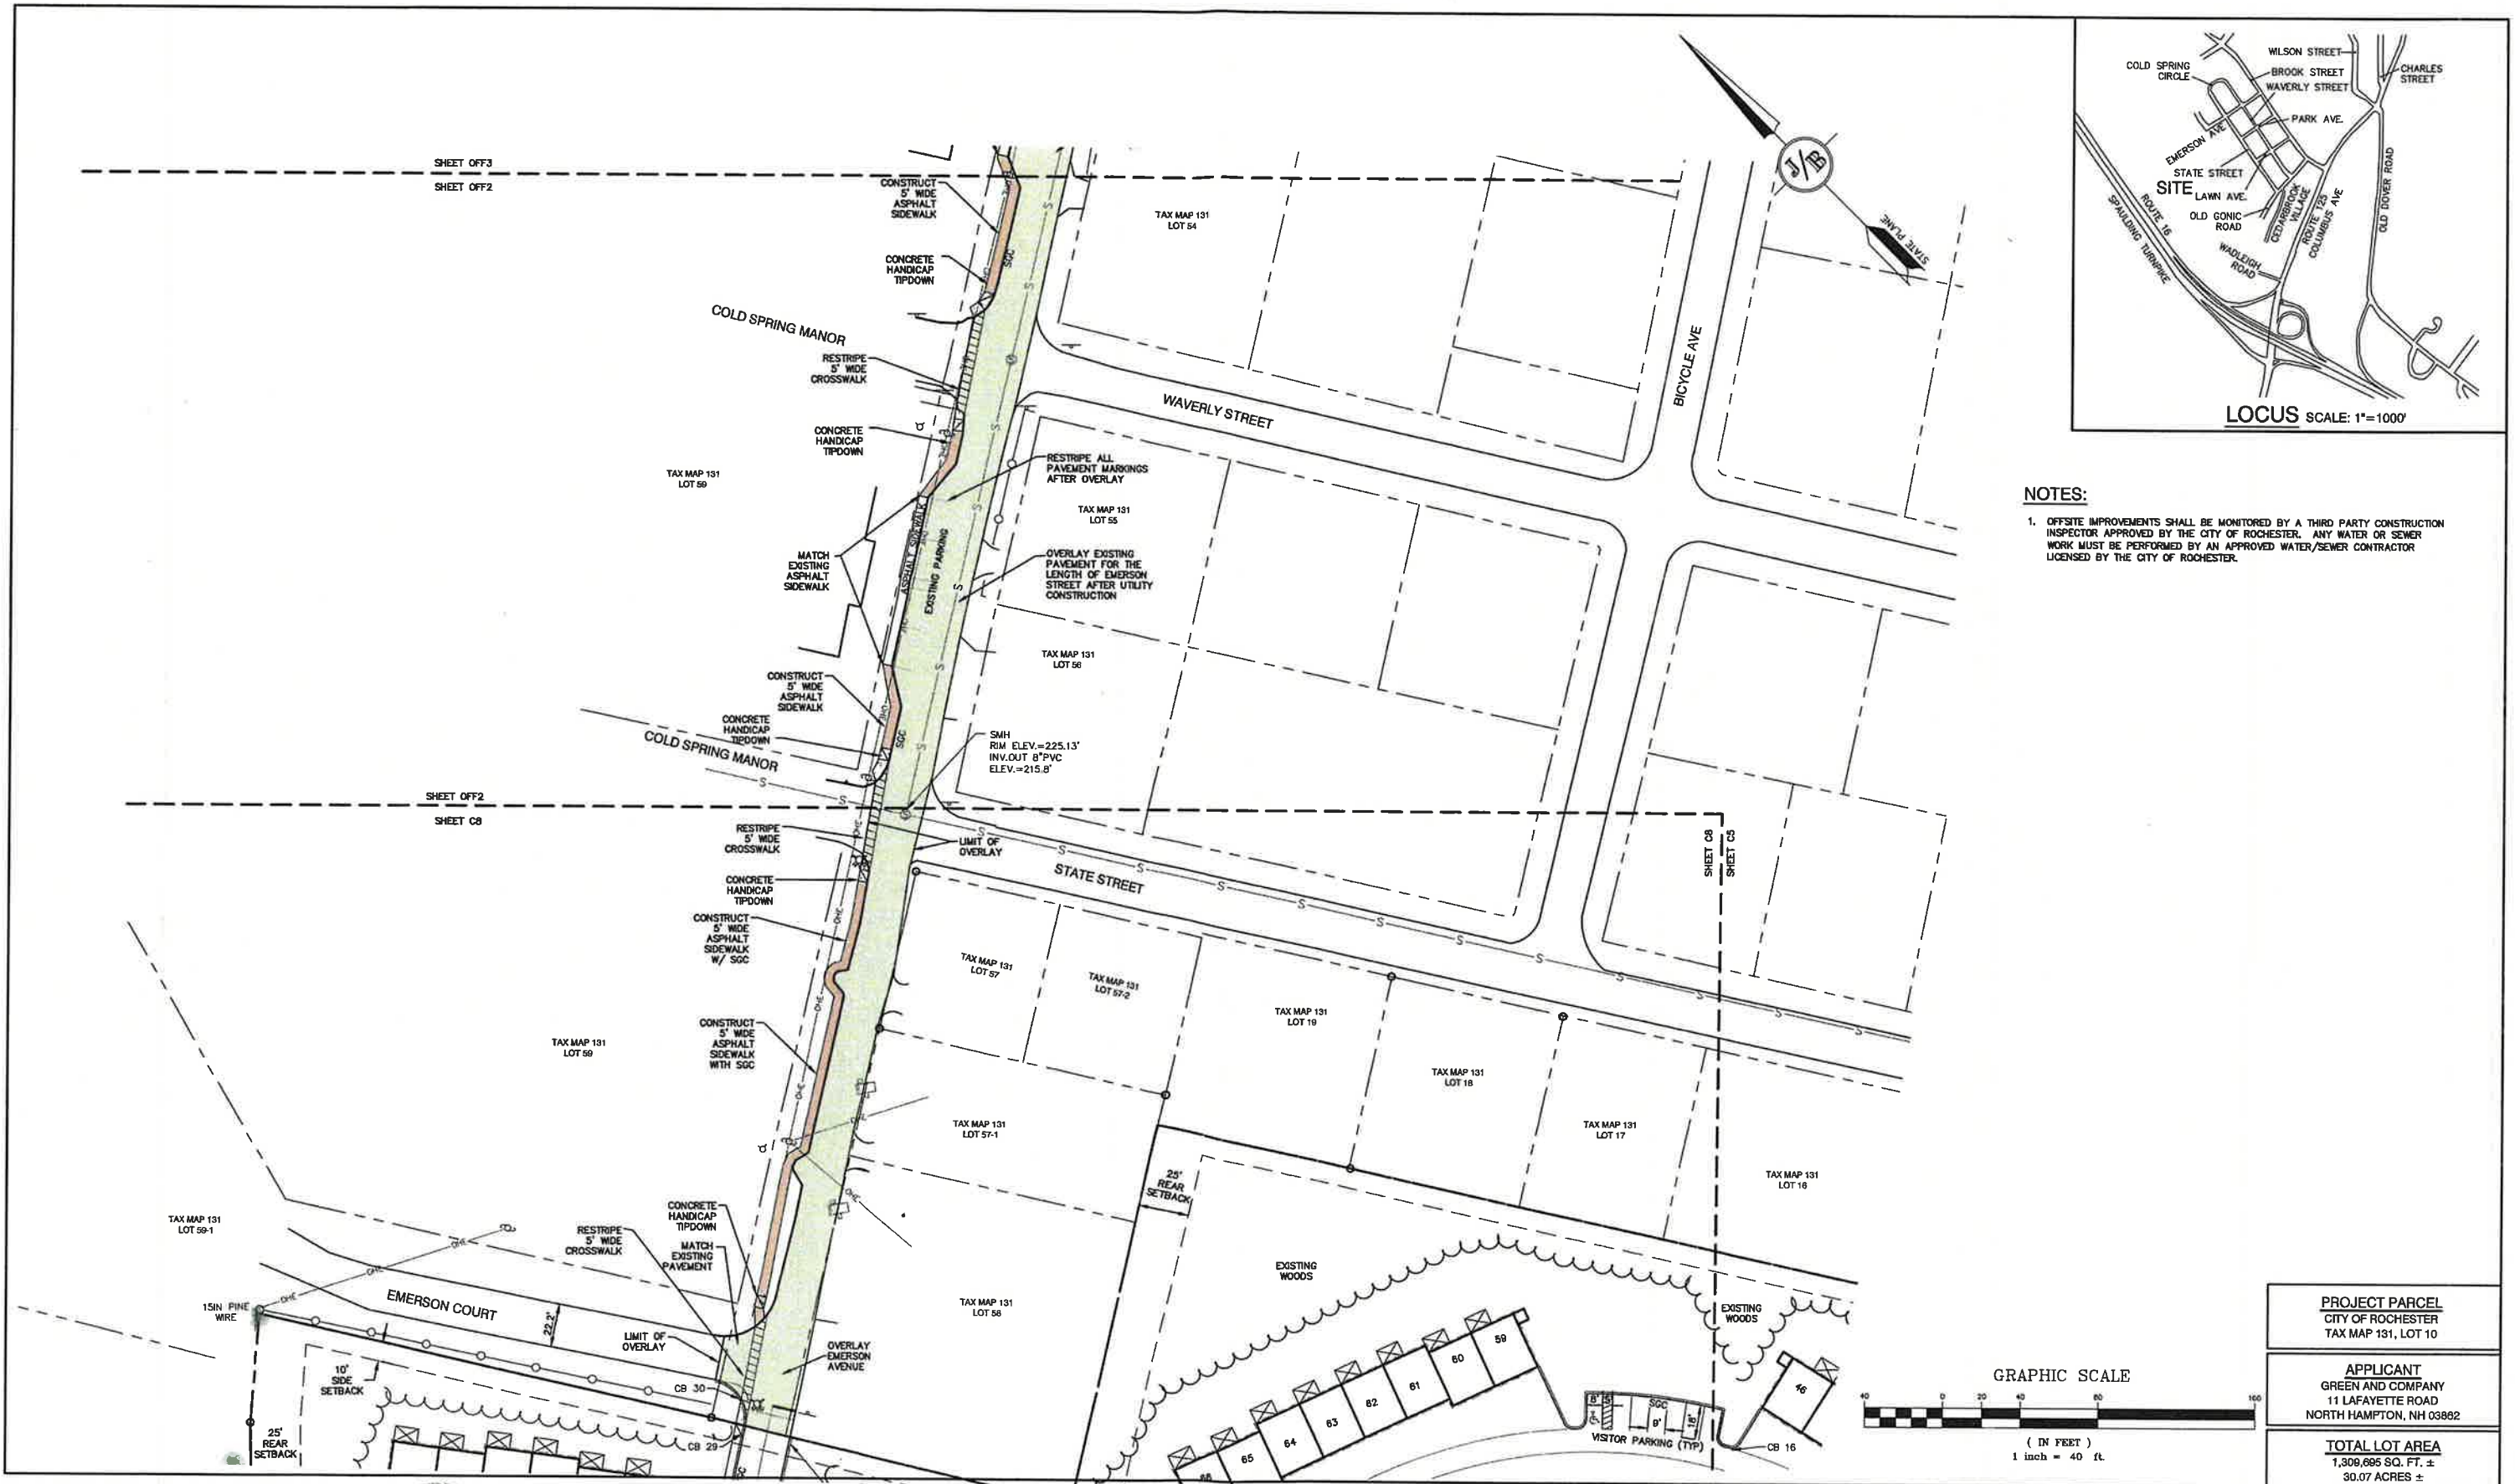 SHEET OFF3
SHEET OFF2
CONSTRUCT
5' WIDE
ASPHALT
SIDEWALK
CONCRETE
HANDICAP
TIPDOWN
COLD SPRING MANOR
RESTRIPE
5' WIDE
CROSSWALK
CONCRETE
HANDICAP
TIPDOWN
TAX MAP 131
LOT 59
MATCH
EXISTING
ASPHALT
SIDEWALK
ASPHALT SIDEWALK
EXISTING PARKING
SGC
OHE
S
TAX MAP 131
LOT 54
WAVERLY STREET
BICYCLE AVE
RESTRIPE ALL
PAVEMENT MARKINGS
AFTER OVERLAY
TAX MAP 131
LOT 55
OVERLAY EXISTING
PAVEMENT FOR THE
LENGTH OF EMERSON
STREET AFTER UTILITY
CONSTRUCTION
TAX MAP 131
LOT 56
CONSTRUCT
5' WIDE
ASPHALT
SIDEWALK
CONCRETE
HANDICAP
TIPDOWN
COLD SPRING MANOR
SGC
SMH
RIM ELEV.=225.13'
INV.OUT 8"PVC
ELEV.=215.8'
SHEET OFF2
SHEET C8
RESTRIPE
5' WIDE
CROSSWALK
LIMIT OF
OVERLAY
STATE STREET
SHEET C8
SHEET C5
CONCRETE
HANDICAP
TIPDOWN
CONSTRUCT
5' WIDE
ASPHALT
SIDEWALK
W/ SGC
TAX MAP 131
LOT 57
TAX MAP 131
LOT 57-2
TAX MAP 131
LOT 19
TAX MAP 131
LOT 18
TAX MAP 131
LOT 17
TAX MAP 131
LOT 16
CONSTRUCT
5' WIDE
ASPHALT
SIDEWALK
WITH SGC
TAX MAP 131
LOT 59
TAX MAP 131
LOT 57-1
25'
REAR
SETBACK
TAX MAP 131
LOT 59-1
CONCRETE
HANDICAP
TIPDOWN
RESTRIPE
5' WIDE
CROSSWALK
MATCH
EXISTING
PAVEMENT
15IN PINE
WIRE
OHE
EMERSON COURT
22.2'
LIMIT OF
OVERLAY
OVERLAY
EMERSON
AVENUE
TAX MAP 131
LOT 58
EXISTING
WOODS
EXISTING
WOODS
10'
SIDE
SETBACK
25'
REAR
SETBACK
CB 30
CB 29
65
64
63
62
61
60
59
46
8'
SGC
9'
18'
VISITOR PARKING (TYP)
CB 16
J/B
STATE PLANE
WILSON STREET
COLD SPRING
CIRCLE
BROOK STREET
CHARLES
STREET
WAVERLY STREET
PARK AVE.
EMERSON AVE
STATE STREET
SITE
LAWN AVE.
OLD GONIC
ROAD
CEDARBROOK
VILLAGE
ROUTE 125
COLUMBUS AVE
OLD DOVER ROAD
ROUTE 16
SPAULDING TURNPIKE
WADLEIGH
ROAD
LOCUS SCALE: 1"=1000'
NOTES:
1. OFFSITE IMPROVEMENTS SHALL BE MONITORED BY A THIRD PARTY CONSTRUCTION
INSPECTOR APPROVED BY THE CITY OF ROCHESTER. ANY WATER OR SEWER
WORK MUST BE PERFORMED BY AN APPROVED WATER/SEWER CONTRACTOR
LICENSED BY THE CITY OF ROCHESTER.
GRAPHIC SCALE
40 0 20 40 80 160
( IN FEET )
1 inch = 40 ft.
PROJECT PARCEL
CITY OF ROCHESTER
TAX MAP 131, LOT 10
APPLICANT
GREEN AND COMPANY
11 LAFAYETTE ROAD
NORTH HAMPTON, NH 03862
TOTAL LOT AREA
1,309,695 SQ. FT. ±
30.07 ACRES ±